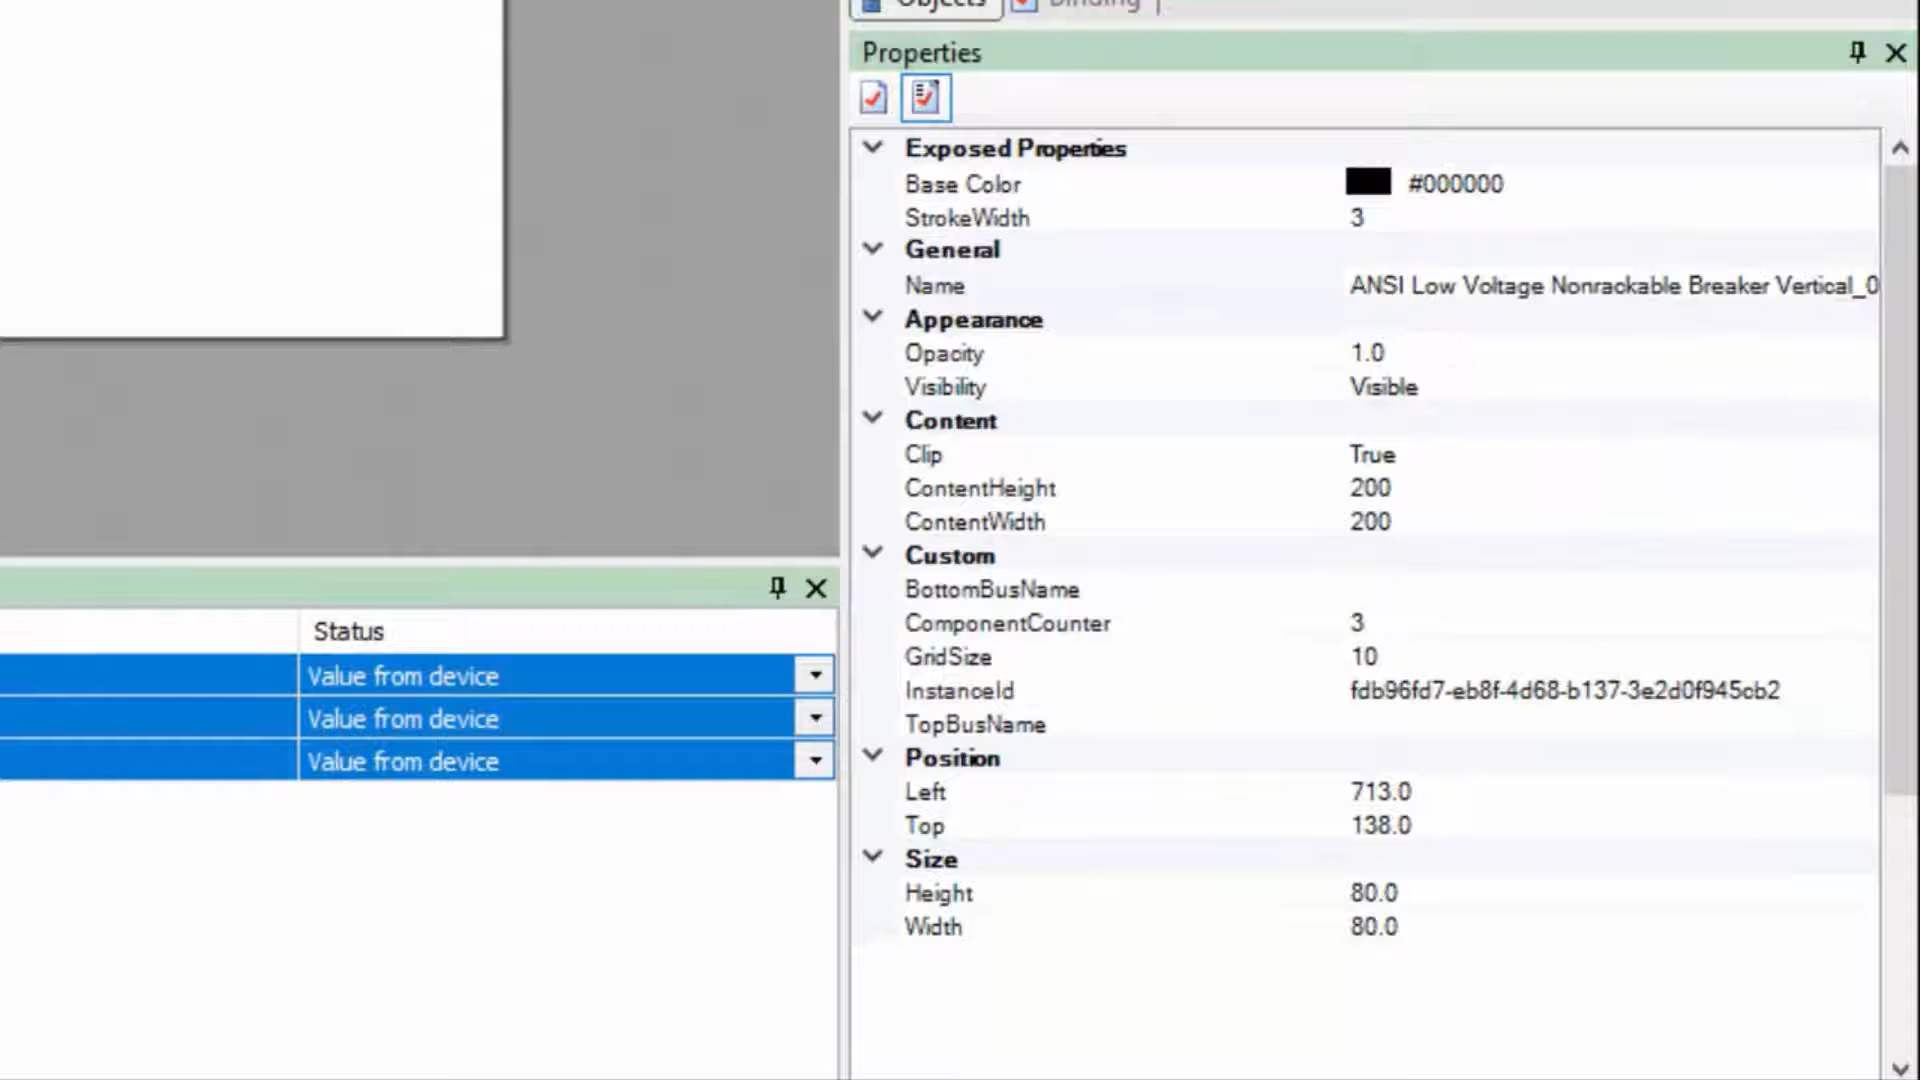 Objects
Binding
Properties
Exposed Properties
Base Color #000000
StrokeWidth 3
General
Name ANSI Low Voltage Nonrackable Breaker Vertical_0
Appearance
Opacity 1.0
Visibility Visible
Content
Clip True
ContentHeight 200
ContentWidth 200
Custom
BottomBusName
ComponentCounter 3
GridSize 10
InstanceId fdb96fd7-eb8f-4d68-b137-3e2d0f945cb2
TopBusName
Position
Left 713.0
Top 138.0
Size
Height 80.0
Width 80.0
Status
Value from device
Value from device
Value from device